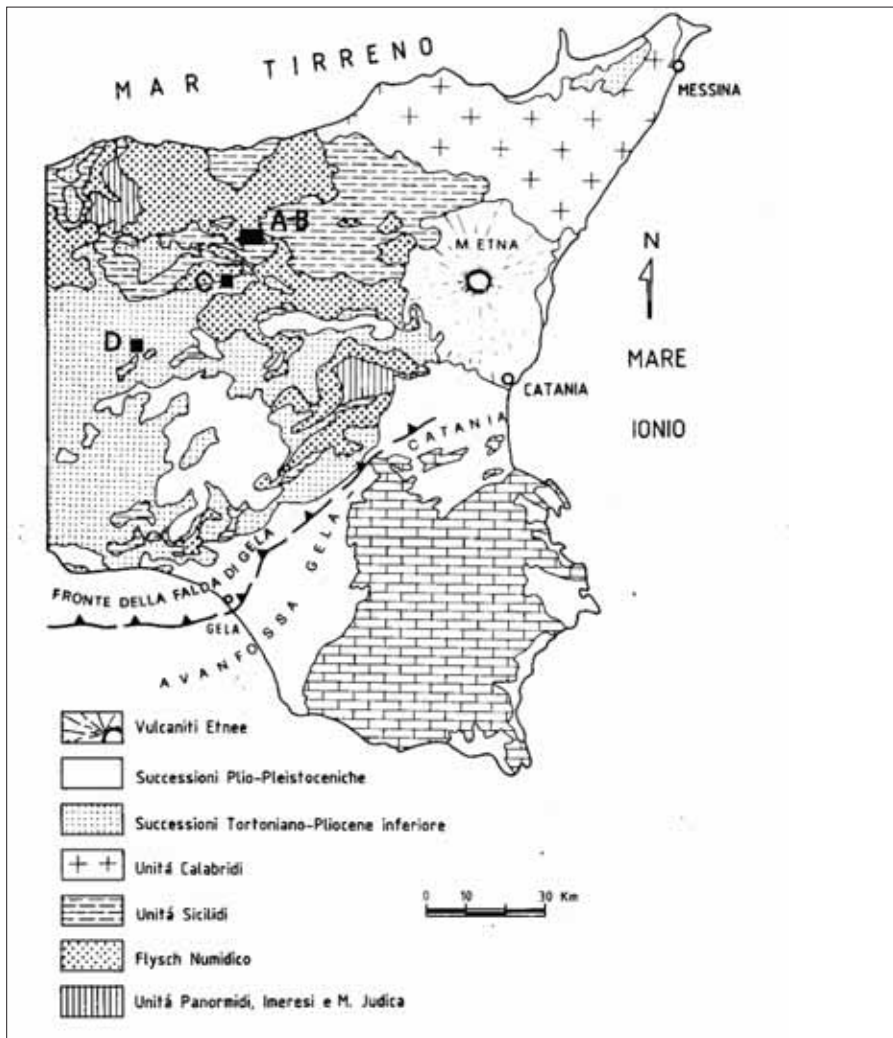 MAR TIRRENO
MESSINA
A-B
M. ETNA
N
C
D
MARE
IONIO
CATANIA
CATANIA
FRONTE DELLA FALDA DI GELA
GELA
GELA
AVANFOSSA
Vulcaniti Etnee
Successioni Plio-Pleistoceniche
Successioni Tortoniano-Pliocene inferiore
Unitá Calabridi
0 10 30 Km
Unitá Sicilidi
Flysch Numidico
Unitá Panormidi, Imeresi e M. Judica